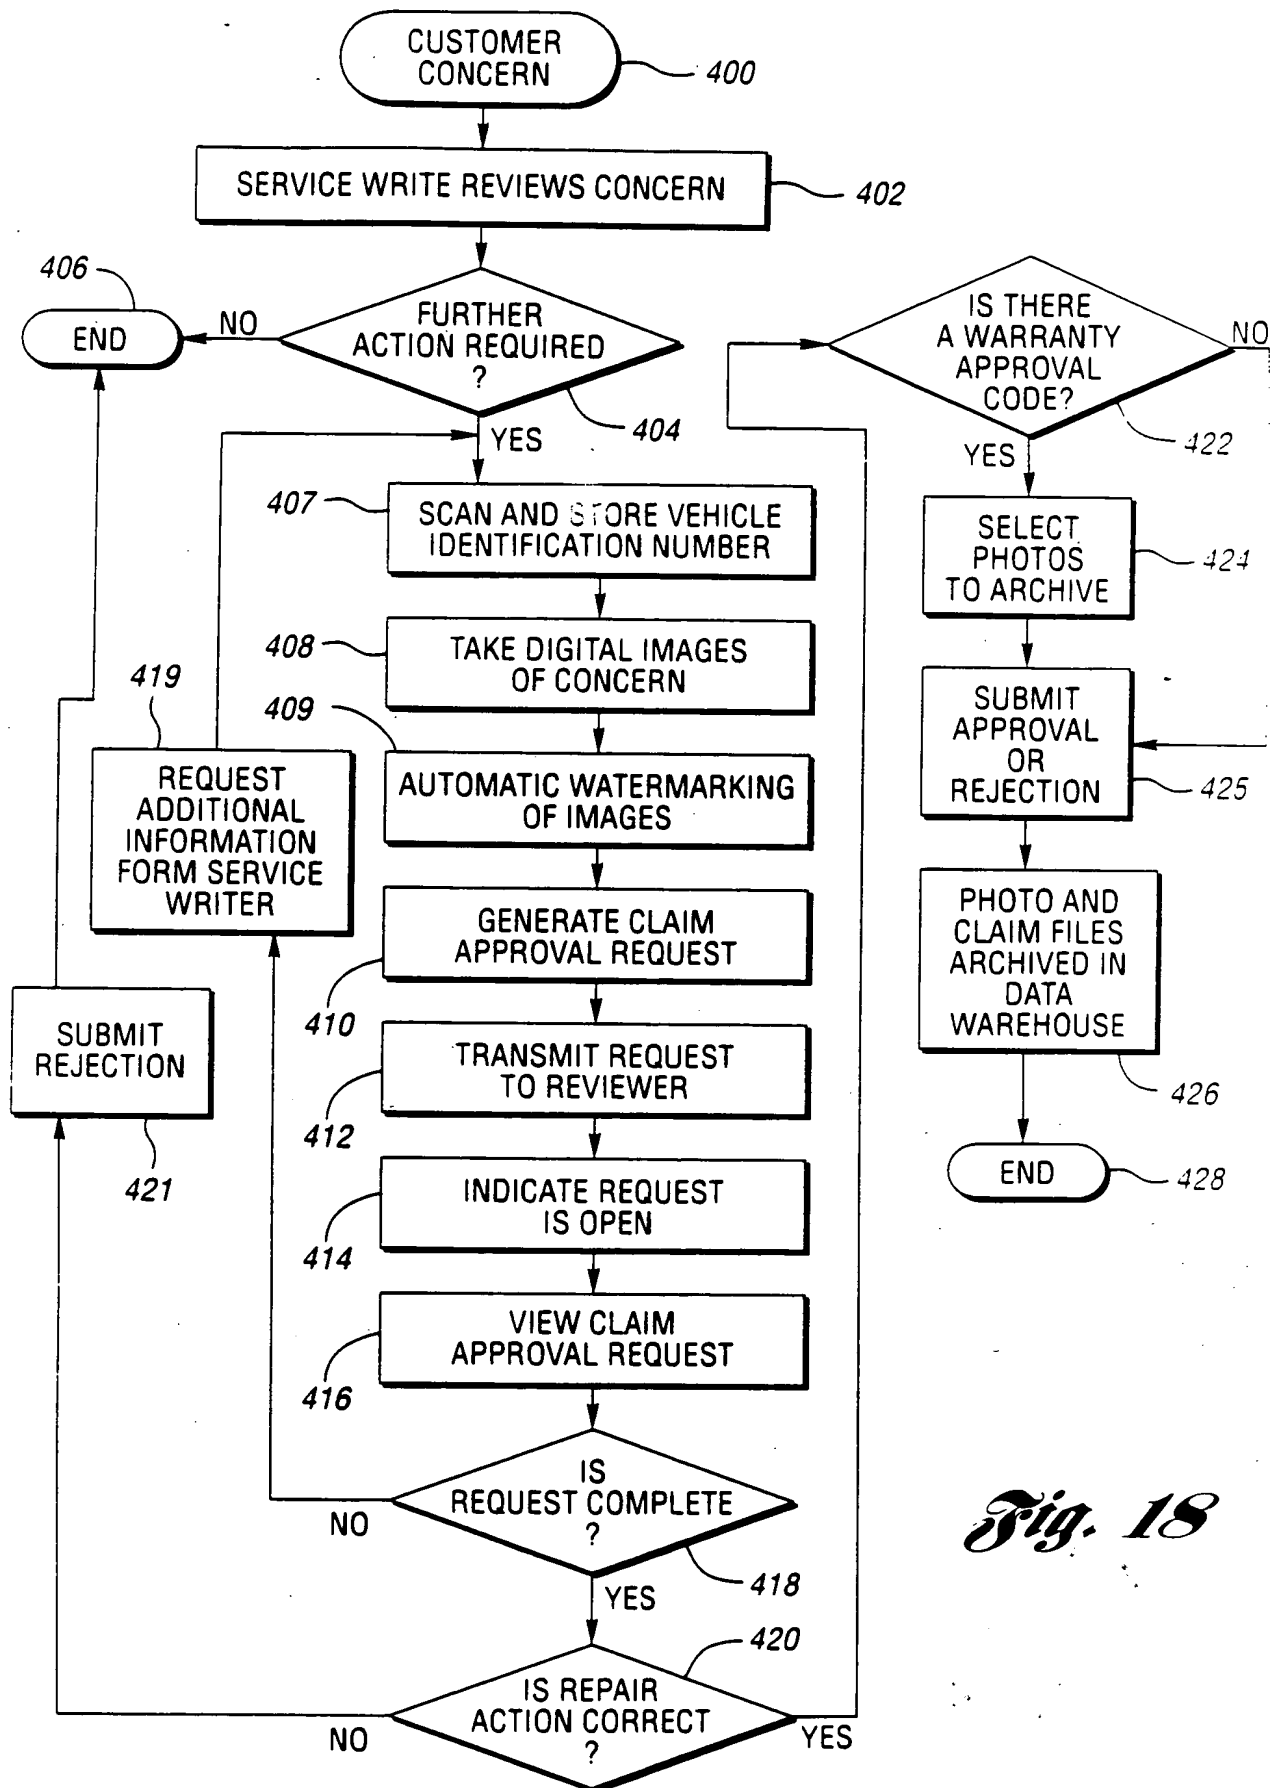 CUSTOMER
CONCERN
400
SERVICE WRITE REVIEWS CONCERN
402
406
END
NO
FURTHER
ACTION REQUIRED
?
404
YES
407
SCAN AND STORE VEHICLE
IDENTIFICATION NUMBER
408
TAKE DIGITAL IMAGES
OF CONCERN
409
AUTOMATIC WATERMARKING
OF IMAGES
419
REQUEST
ADDITIONAL
INFORMATION
FORM SERVICE
WRITER
GENERATE CLAIM
APPROVAL REQUEST
410
SUBMIT
REJECTION
421
TRANSMIT REQUEST
TO REVIEWER
412
INDICATE REQUEST
IS OPEN
414
VIEW CLAIM
APPROVAL REQUEST
416
IS
REQUEST COMPLETE
?
NO
418
YES
420
IS REPAIR
ACTION CORRECT
?
NO
YES
IS THERE
A WARRANTY
APPROVAL
CODE?
NO
422
YES
SELECT
PHOTOS
TO ARCHIVE
424
SUBMIT
APPROVAL
OR
REJECTION
425
PHOTO AND
CLAIM FILES
ARCHIVED IN
DATA
WAREHOUSE
426
END
428
Fig. 18